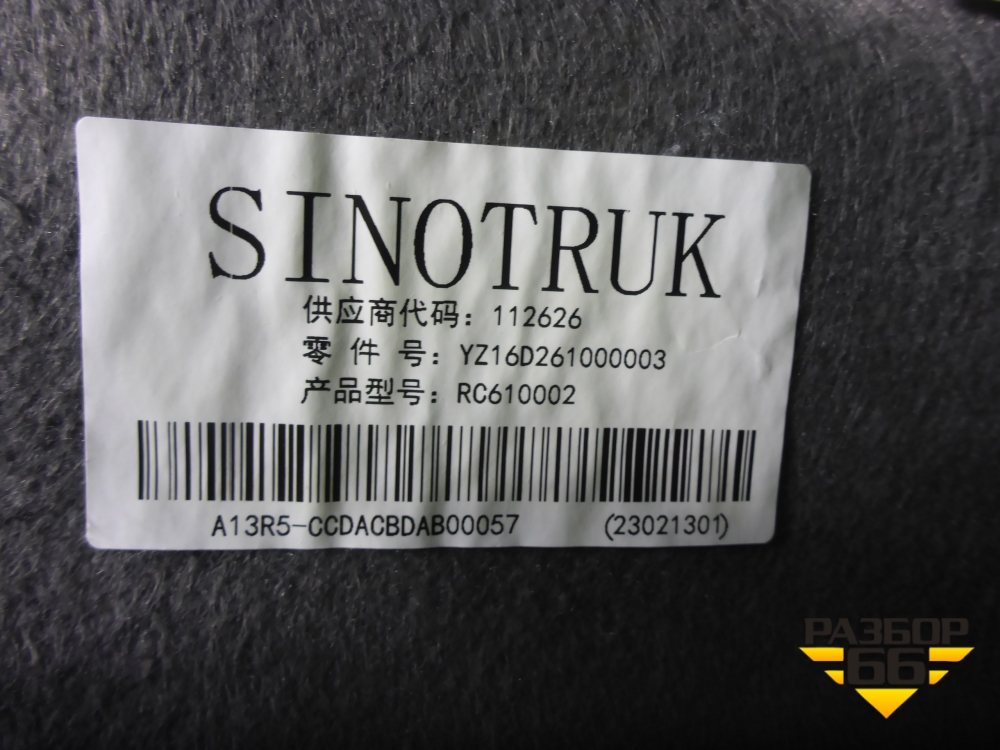 SINOTRUK
供应商代码：112626
零 件 号：YZ16D261000003
产品型号：RC610002
A13R5-CCDACBDAB00057 (23021301)
РАЗБОР
66